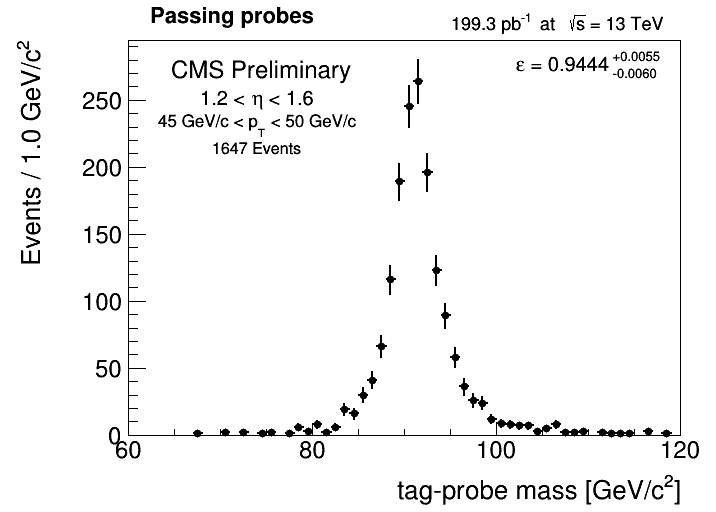 Passing probes
199.3 pb⁻¹ at √s = 13 TeV
CMS Preliminary
ε = 0.9444 +0.0055 -0.0060
1.2 < η < 1.6
45 GeV/c < p_T < 50 GeV/c
1647 Events
Events / 1.0 GeV/c²
250
200
150
100
50
0
60 80 100 120
tag-probe mass [GeV/c²]